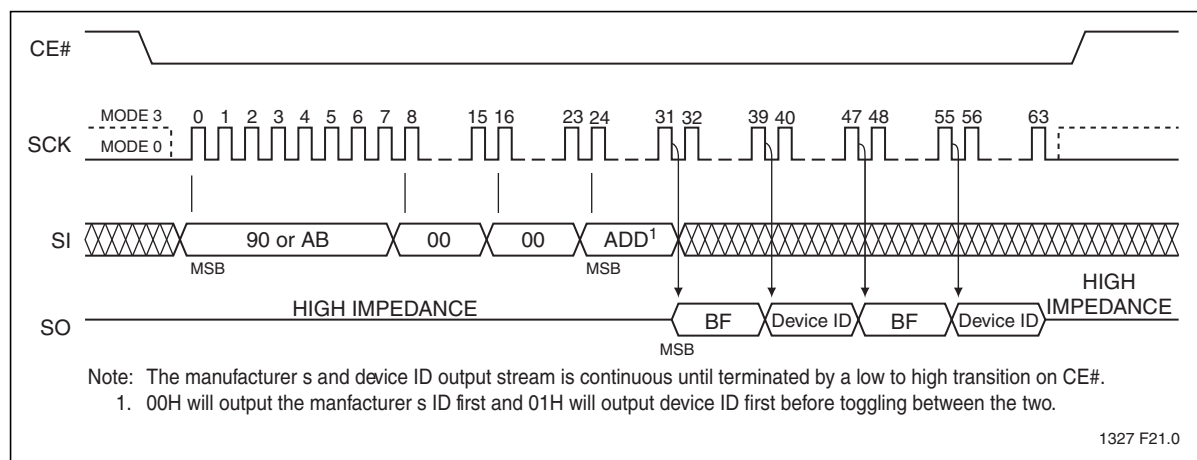 CE#
MODE 3
0 1 2 3 4 5 6 7 8 15 16 23 24 31 32 39 40 47 48 55 56 63
SCK
MODE 0
SI
90 or AB 00 00 ADD1
MSB MSB
HIGH IMPEDANCE
HIGH IMPEDANCE
SO
BF Device ID BF Device ID
MSB
Note: The manufacturer s and device ID output stream is continuous until terminated by a low to high transition on CE#.
1. 00H will output the manfacturer s ID first and 01H will output device ID first before toggling between the two.
1327 F21.0